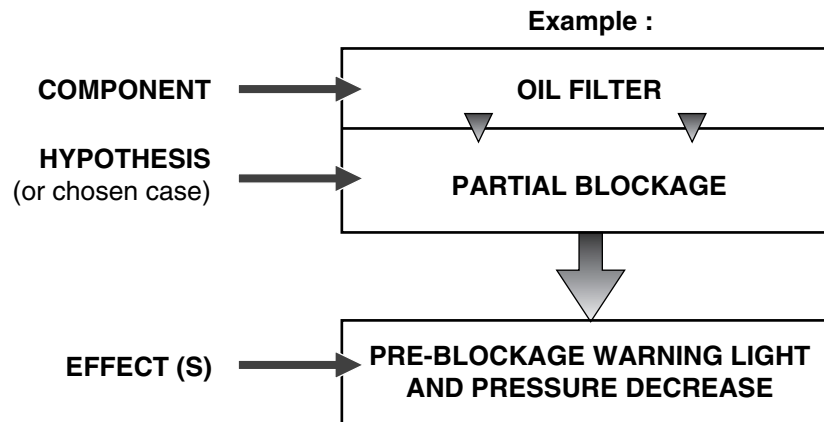 Example :
COMPONENT
OIL FILTER
HYPOTHESIS
(or chosen case)
PARTIAL BLOCKAGE
EFFECT (S)
PRE-BLOCKAGE WARNING LIGHT
AND PRESSURE DECREASE